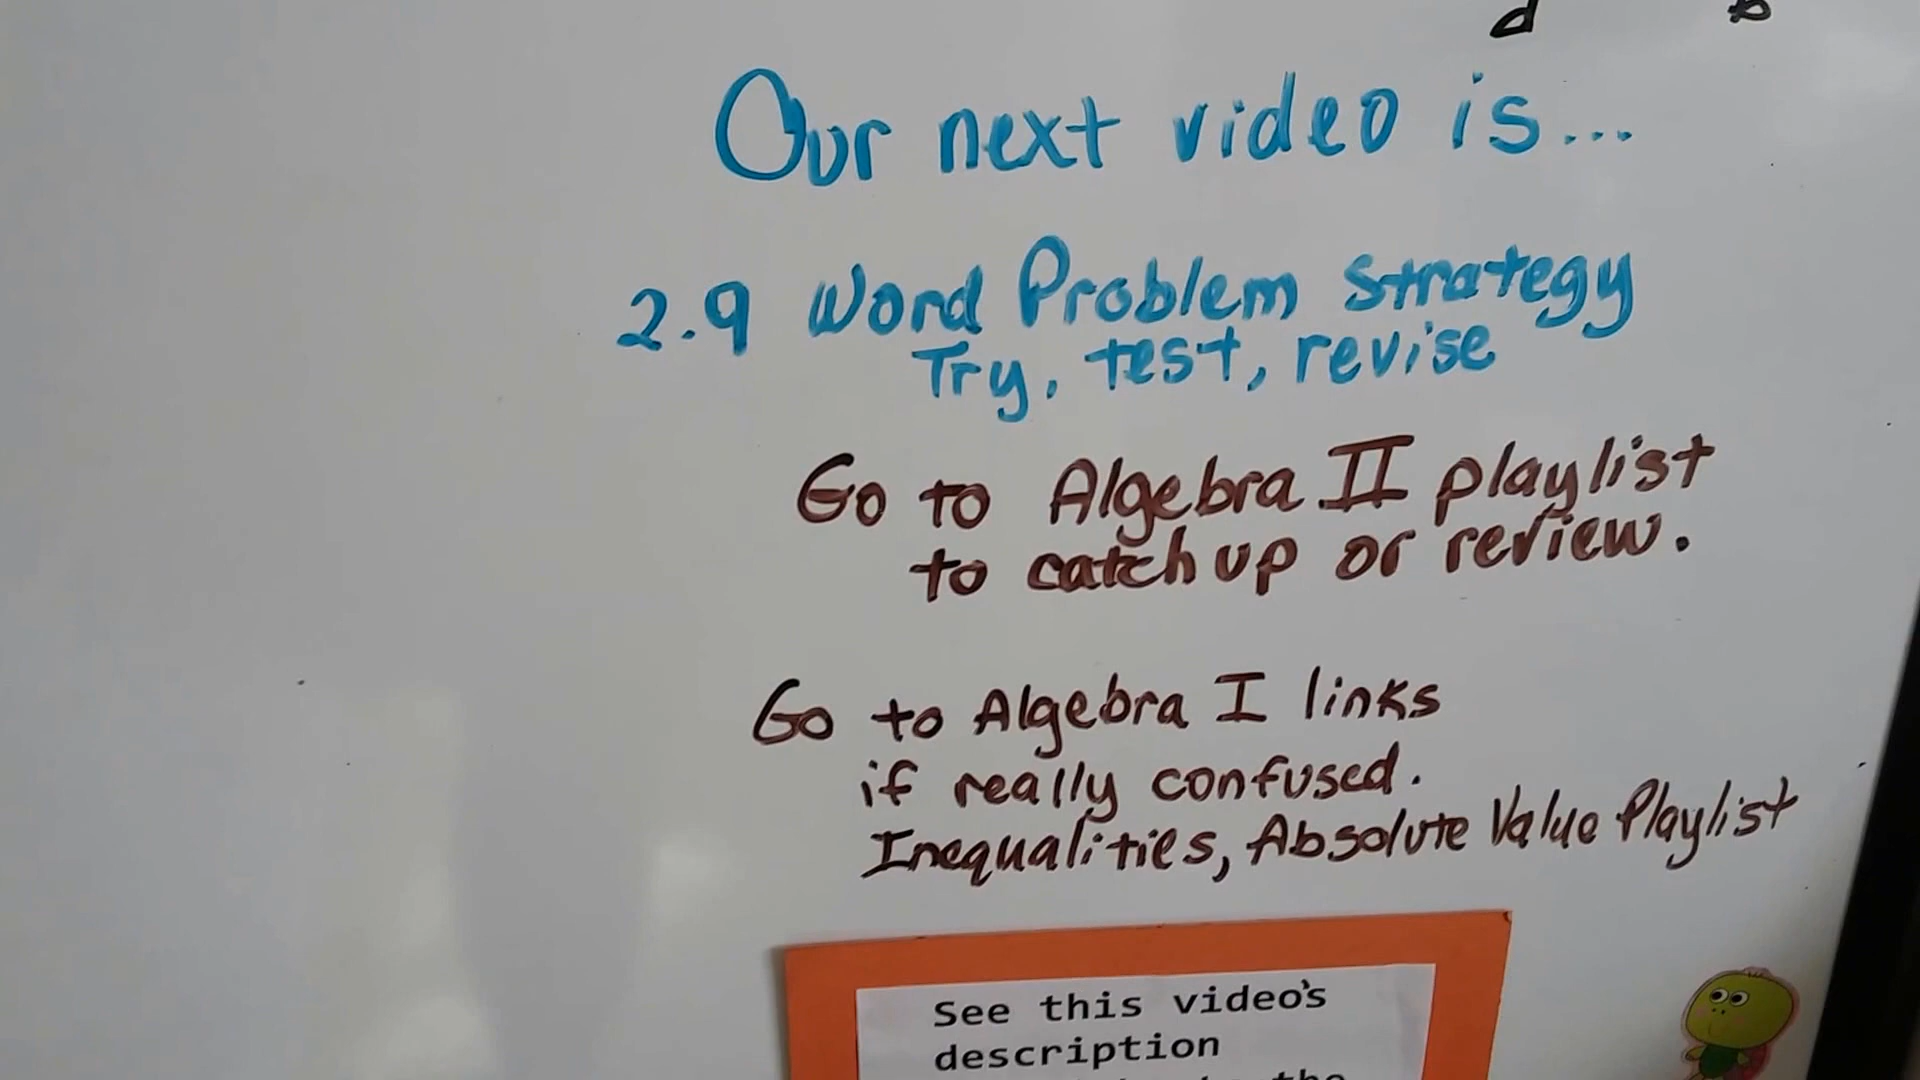 d b
Our next video is...
2.9 Word Problem Strategy
Try, test, revise
Go to Algebra II playlist
to catch up or review.
Go to Algebra I links
if really confused.
Inequalities, Absolute Value Playlist
See this video's
description
the